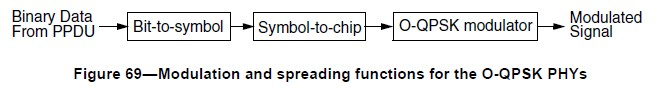 Binary Data
From PPDU
Bit-to-symbol
Symbol-to-chip
O-QPSK modulator
Modulated
Signal
Figure 69—Modulation and spreading functions for the O-QPSK PHYs